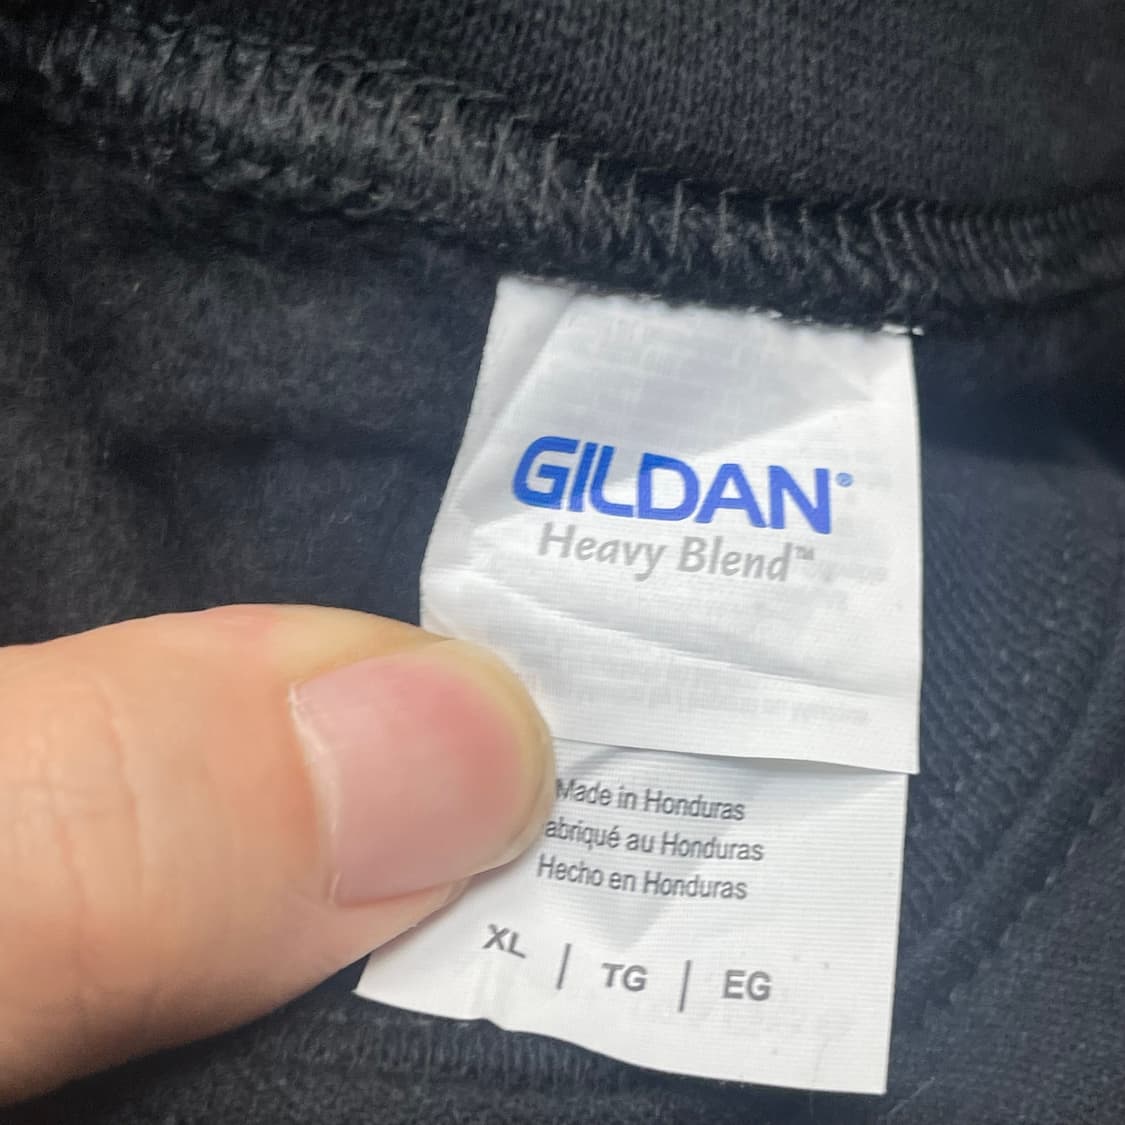 GILDAN®
Heavy Blend™
Made in Honduras
abriqué au Honduras
Hecho en Honduras
XL | TG | EG